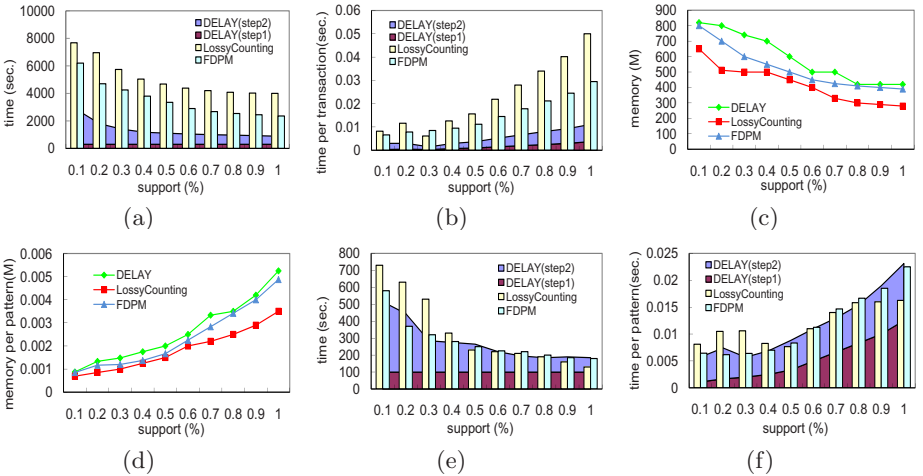 10000
8000
6000
4000
2000
0
time (sec.)
DELAY(step2)
DELAY(step1)
LossyCounting
FDPM
0.1 0.2 0.3 0.4 0.5 0.6 0.7 0.8 0.9 1
support (%)
(a)
0.06
0.05
0.04
0.03
0.02
0.01
0
time per transaction(sec.)
DELAY(step2)
DELAY(step1)
LossyCounting
FDPM
0.1 0.2 0.3 0.4 0.5 0.6 0.7 0.8 0.9 1
support (%)
(b)
900
800
700
600
500
400
300
200
100
0
memory (M)
DELAY
LossyCounting
FDPM
0.1 0.2 0.3 0.4 0.5 0.6 0.7 0.8 0.9 1
support (%)
(c)
0.006
0.005
0.004
0.003
0.002
0.001
0
memory per pattern(M)
DELAY
LossyCounting
FDPM
0.1 0.2 0.3 0.4 0.5 0.6 0.7 0.8 0.9 1
support (%)
(d)
800
700
600
500
400
300
200
100
0
time (sec.)
DELAY(step2)
DELAY(step1)
LossyCounting
FDPM
0.1 0.2 0.3 0.4 0.5 0.6 0.7 0.8 0.9 1
support (%)
(e)
0.025
0.02
0.015
0.01
0.005
0
time per pattern(sec.)
DELAY(step2)
DELAY(step1)
LossyCounting
FDPM
0.1 0.2 0.3 0.4 0.5 0.6 0.7 0.8 0.9 1
support (%)
(f)